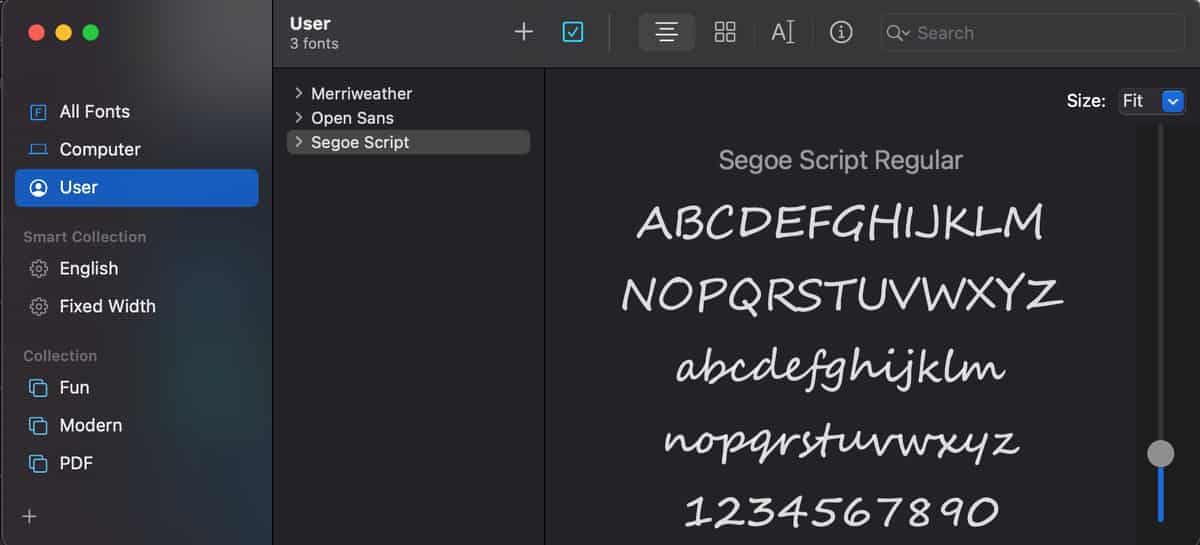 User
3 fonts
Search
All Fonts
Computer
User
Smart Collection
English
Fixed Width
Collection
Fun
Modern
PDF
Merriweather
Open Sans
Segoe Script
Size: Fit
Segoe Script Regular
ABCDEFGHIJKLM
NOPQRSTUVWXYZ
abcdefghijklm
nopqrstuvwxyz
1234567890